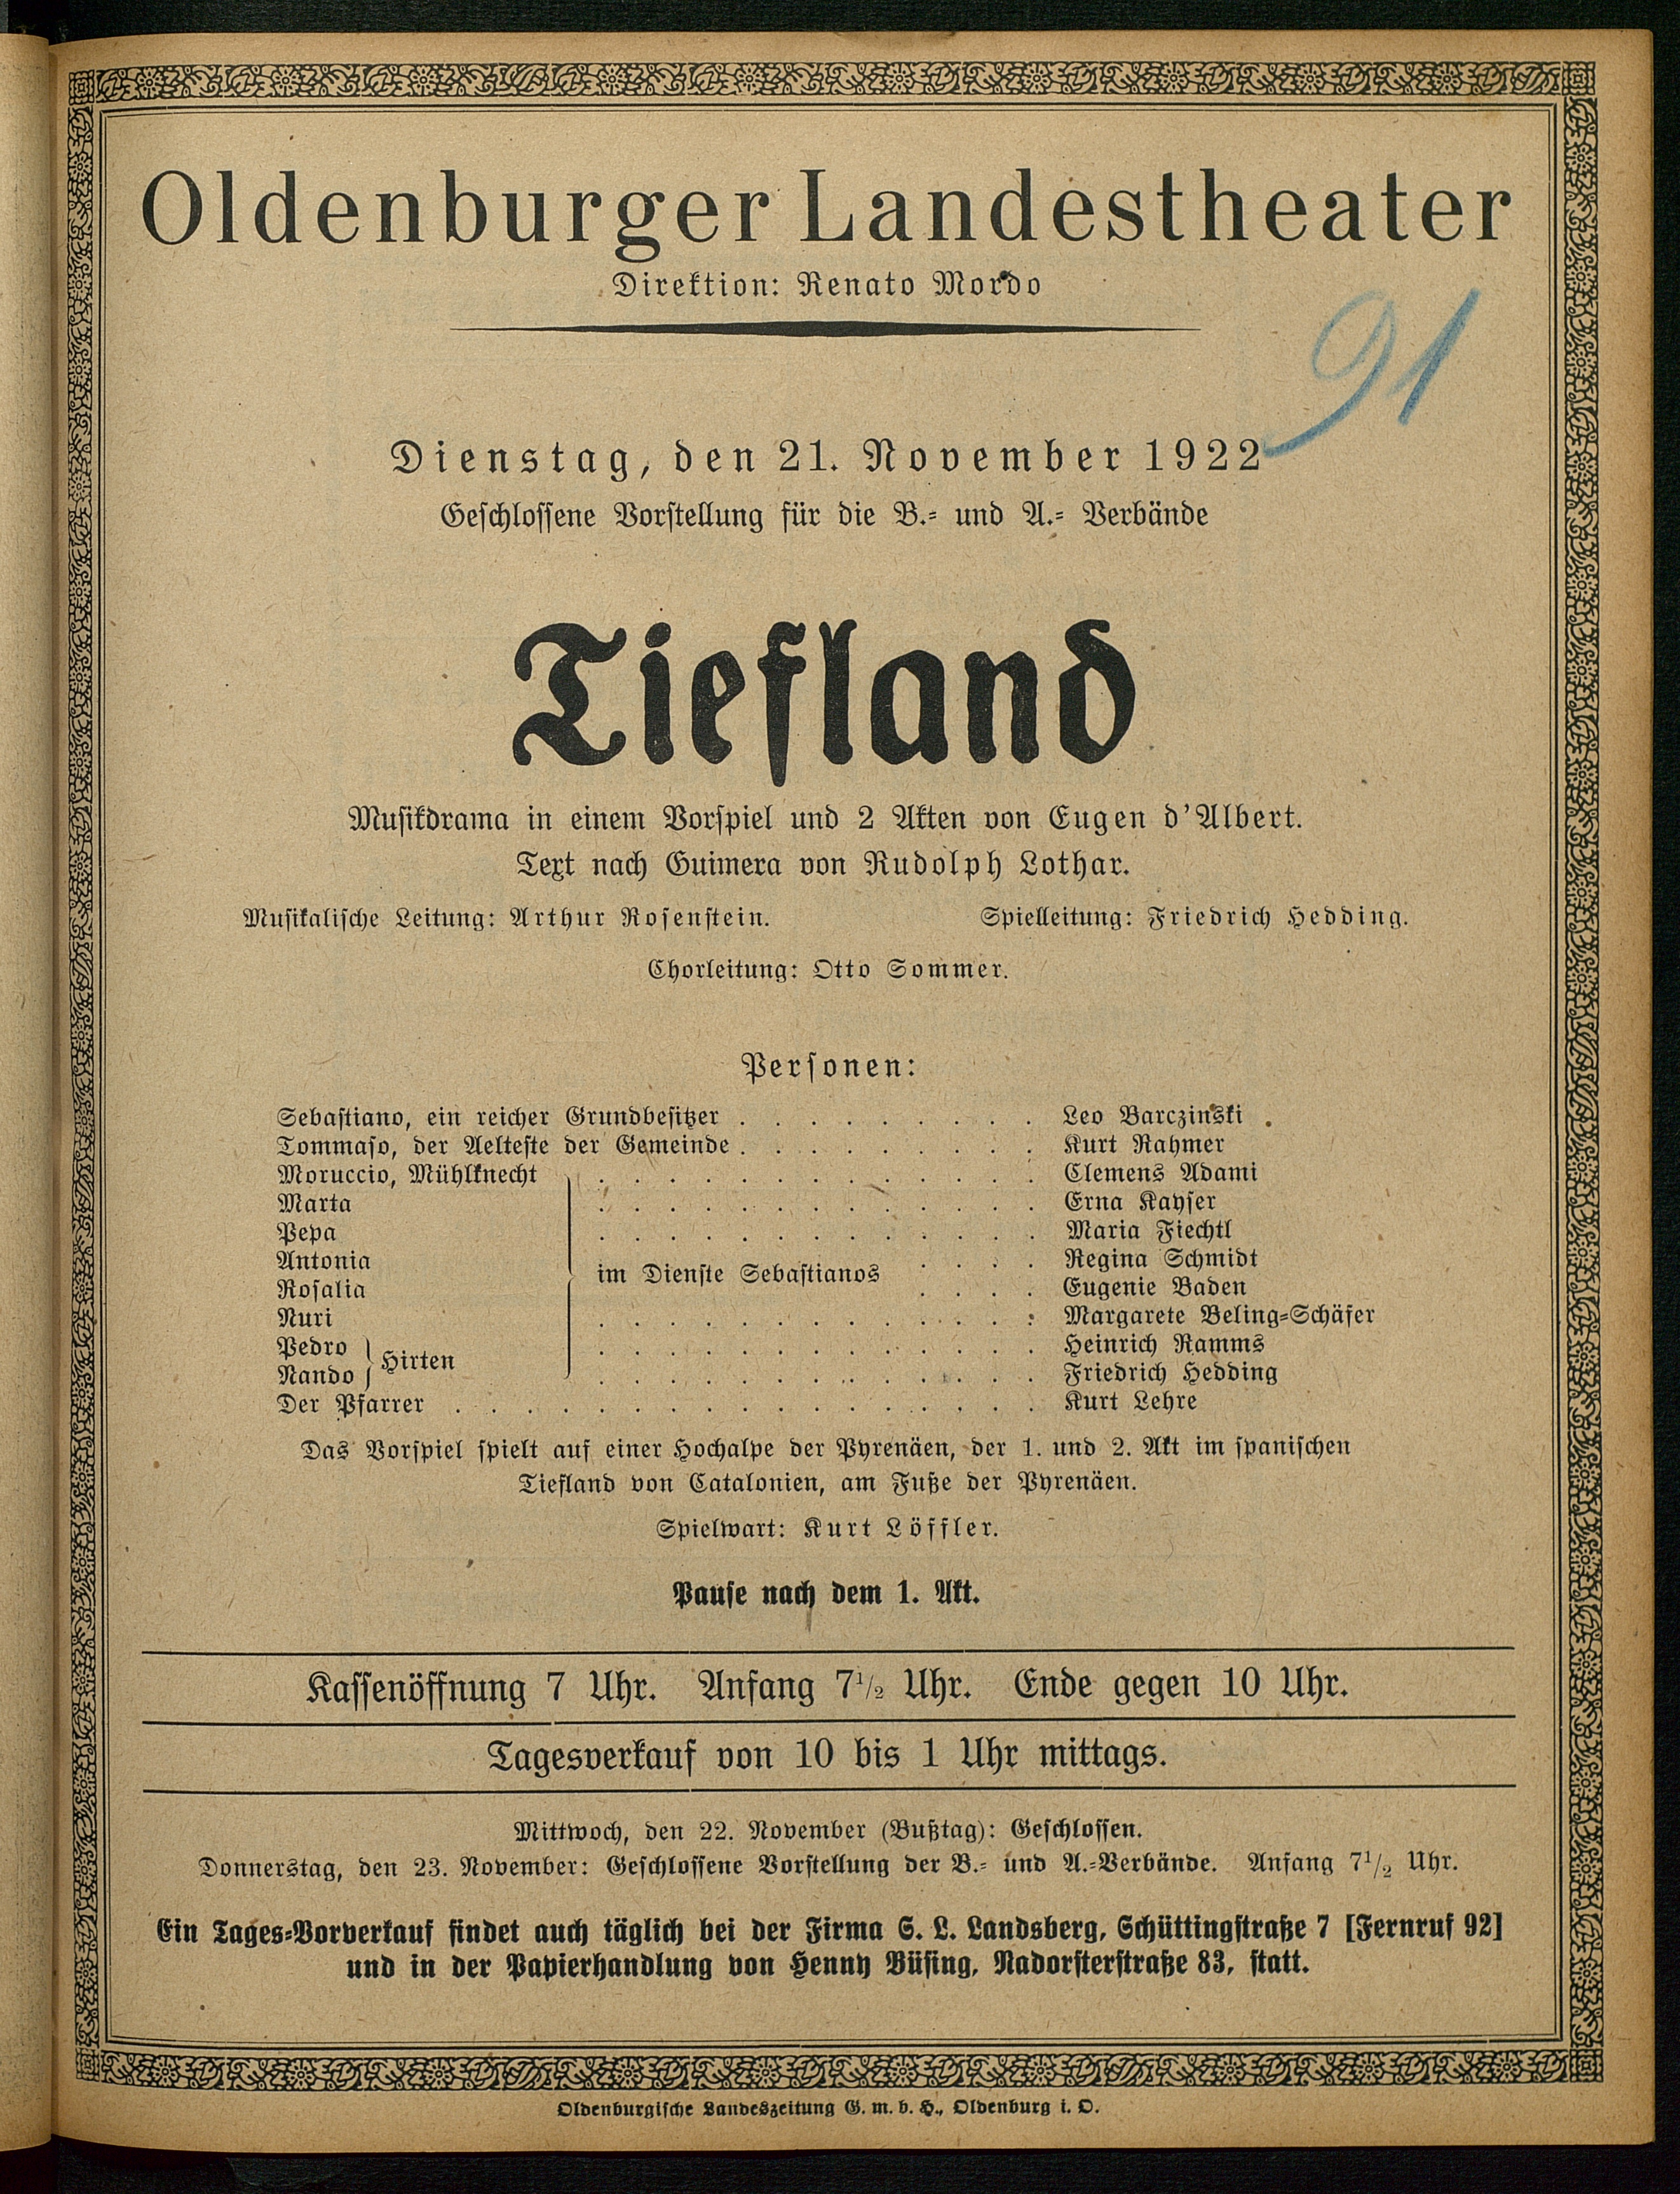 Oldenburger Landestheater
Direktion: Renato Mordo
91
Dienstag, den 21. November 1922
Geschlossene Vorstellung für die B.- und A.- Verbände
Tiefland
Musikdrama in einem Vorspiel und 2 Akten von Eugen d'Albert.
Text nach Guimera von Rudolph Lothar.
Musikalische Leitung: Arthur Rosenstein. Spielleitung: Friedrich Hedding.
Chorleitung: Otto Sommer.
Personen:
Sebastiano, ein reicher Grundbesitzer . . . . . . . . . Leo Barczinski
Tommaso, der Aelteste der Gemeinde . . . . . . . . . Kurt Rahmer
Moruccio, Mühlknecht . . . . . . . . . . . . . Clemens Adami
Marta . . . . . . . . . . . . . Erna Kayser
Pepa . . . . . . . . . . . . . Maria Fiechtl
Antonia . . . . Regina Schmidt
im Dienste Sebastianos
Rosalia . . . . Eugenie Baden
Nuri . . . . . . . . . . . . . Margarete Beling-Schäfer
Pedro . . . . . . . . . . . . . Heinrich Ramms
Hirten
Nando . . . . . . . . . . . . . Friedrich Hedding
Der Pfarrer . . . . . . . . . . . . . . . . . Kurt Lehre
Das Vorspiel spielt auf einer Hochalpe der Pyrenäen, der 1. und 2. Akt im spanischen
Tiefland von Catalonien, am Fuße der Pyrenäen.
Spielwart: Kurt Löffler.
Pause nach dem 1. Akt.
Kassenöffnung 7 Uhr. Anfang 7 1/2 Uhr. Ende gegen 10 Uhr.
Tagesverkauf von 10 bis 1 Uhr mittags.
Mittwoch, den 22. November (Bußtag): Geschlossen.
Donnerstag, den 23. November: Geschlossene Vorstellung der B.- und A.-Verbände. Anfang 7 1/2 Uhr.
Ein Tages-Vorverkauf findet auch täglich bei der Firma S. L. Landsberg, Schüttingstraße 7 [Fernruf 92]
und in der Papierhandlung von Henny Büsing, Nadorsterstraße 83, statt.
Oldenburgische Landeszeitung G. m. b. H., Oldenburg i. O.